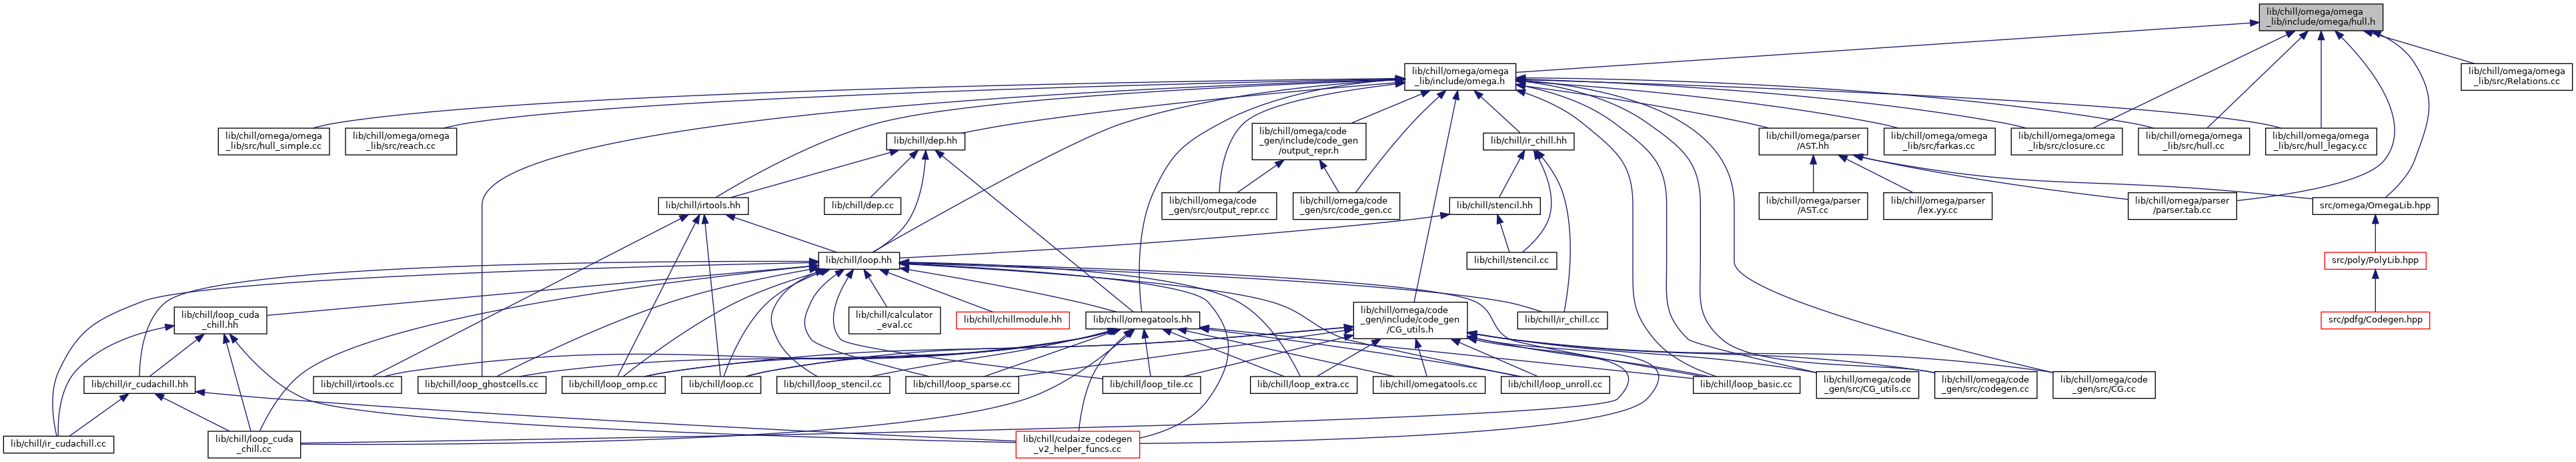 lib/chill/omega/omega
_lib/include/omega/hull.h
lib/chill/omega/omega
_lib/include/omega.h
lib/chill/omega/omega
_lib/src/Relations.cc
lib/chill/omega/omega
_lib/src/hull_simple.cc
lib/chill/omega/omega
_lib/src/reach.cc
lib/chill/dep.hh
lib/chill/omega/code
_gen/include/code_gen
/output_repr.h
lib/chill/ir_chill.hh
lib/chill/omega/parser
/AST.hh
lib/chill/omega/omega
_lib/src/farkas.cc
lib/chill/omega/omega
_lib/src/closure.cc
lib/chill/omega/omega
_lib/src/hull.cc
lib/chill/omega/omega
_lib/src/hull_legacy.cc
lib/chill/irtools.hh
lib/chill/dep.cc
lib/chill/omega/code
_gen/src/output_repr.cc
lib/chill/omega/code
_gen/src/code_gen.cc
lib/chill/stencil.hh
lib/chill/omega/parser
/AST.cc
lib/chill/omega/parser
/lex.yy.cc
lib/chill/omega/parser
/parser.tab.cc
src/omega/OmegaLib.hpp
lib/chill/loop.hh
lib/chill/stencil.cc
src/poly/PolyLib.hpp
lib/chill/loop_cuda
_chill.hh
lib/chill/calculator
_eval.cc
lib/chill/chillmodule.hh
lib/chill/omegatools.hh
lib/chill/omega/code
_gen/include/code_gen
/CG_utils.h
lib/chill/ir_chill.cc
src/pdfg/Codegen.hpp
lib/chill/ir_cudachill.hh
lib/chill/irtools.cc
lib/chill/loop_ghostcells.cc
lib/chill/loop_omp.cc
lib/chill/loop.cc
lib/chill/loop_stencil.cc
lib/chill/loop_sparse.cc
lib/chill/loop_tile.cc
lib/chill/loop_extra.cc
lib/chill/omegatools.cc
lib/chill/loop_unroll.cc
lib/chill/loop_basic.cc
lib/chill/omega/code
_gen/src/CG_utils.cc
lib/chill/omega/code
_gen/src/codegen.cc
lib/chill/omega/code
_gen/src/CG.cc
lib/chill/ir_cudachill.cc
lib/chill/loop_cuda
_chill.cc
lib/chill/cudaize_codegen
_v2_helper_funcs.cc